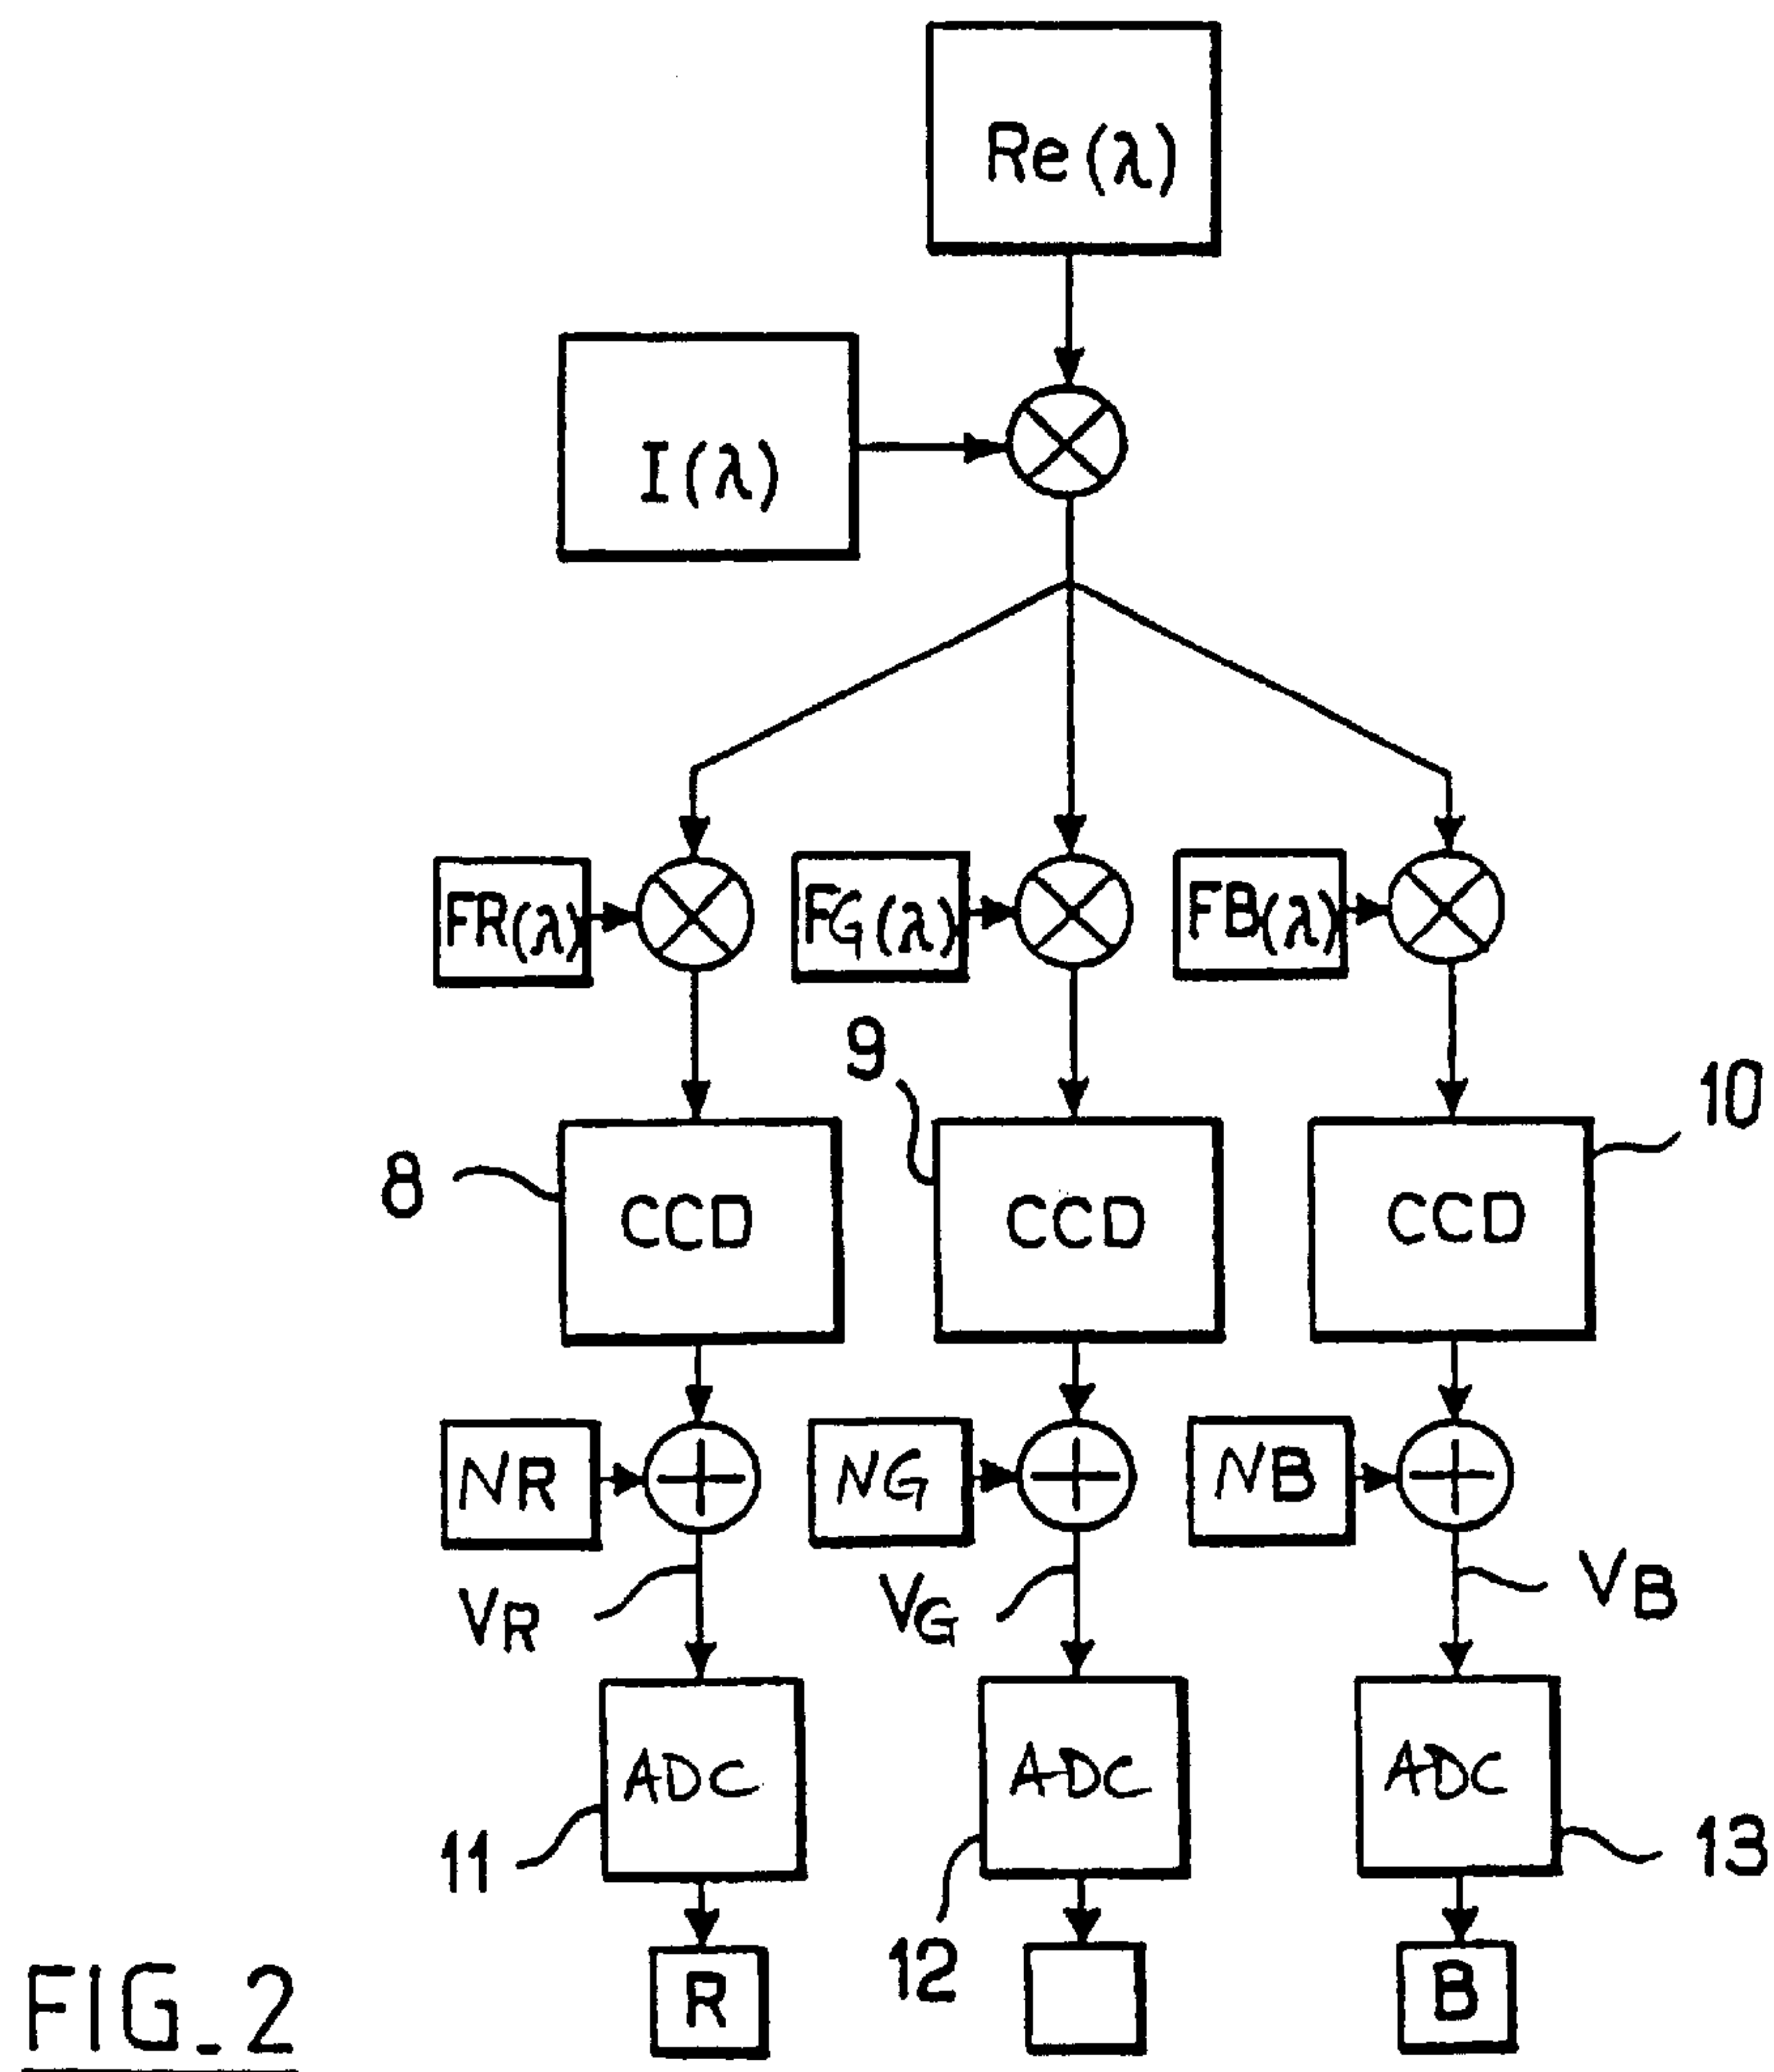 Re(λ)
I(λ)
FR(λ) FG(λ) FB(λ)
9 10
8 CCD CCD CCD
NR NG NB
VR VG VB
ADC ADC ADC
11 13
12
R B
FIG_2